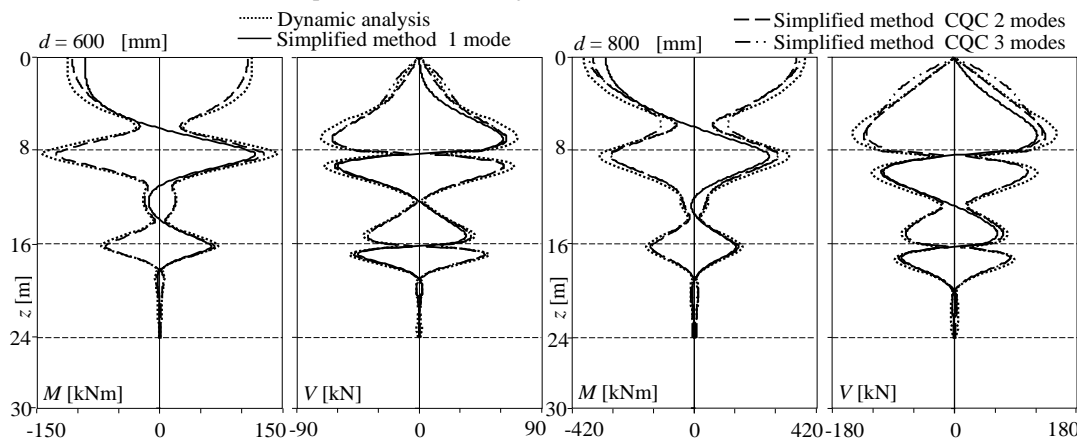 Dynamic analysis
Simplified method 1 mode
Simplified method CQC 2 modes
Simplified method CQC 3 modes
d = 600 [mm]
d = 800 [mm]
0
8
16
24
30
z [m]
M [kNm]
-150 0 150
V [kN]
-90 0 90
0
8
16
24
30
z [m]
M [kNm]
-420 0 420
V [kN]
-180 0 180